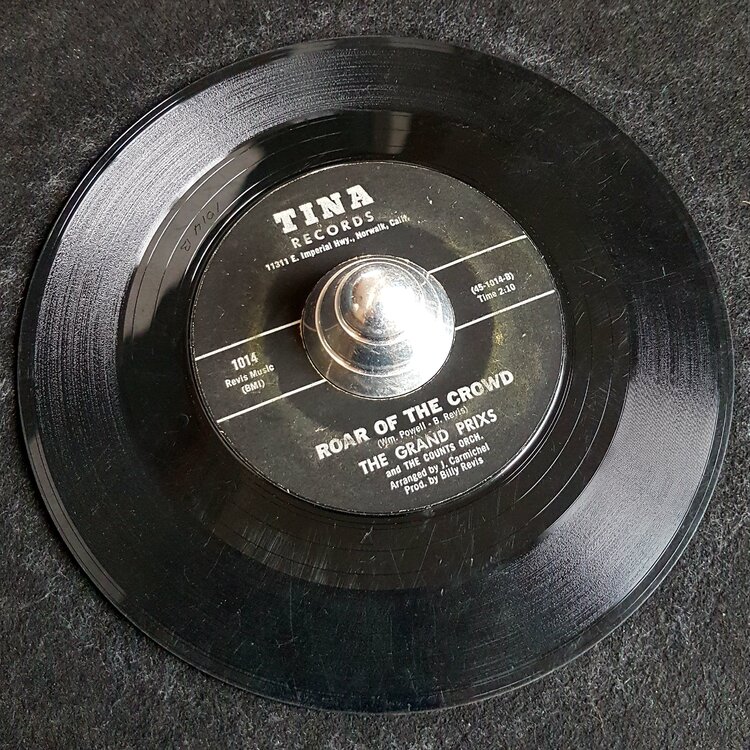 TINA
RECORDS
11311 E. Imperial Hwy., Norwalk, Calif.
(45-1014-B)
Time 2:10
1014
Revis Music
(BMI)
ROAR OF THE CROWD
(Wm. Powell - B. Revis)
THE GRAND PRIXS
and THE COUNTS ORCH.
Arranged by J. Carmichel
Prod. by Billy Revis
1014 B